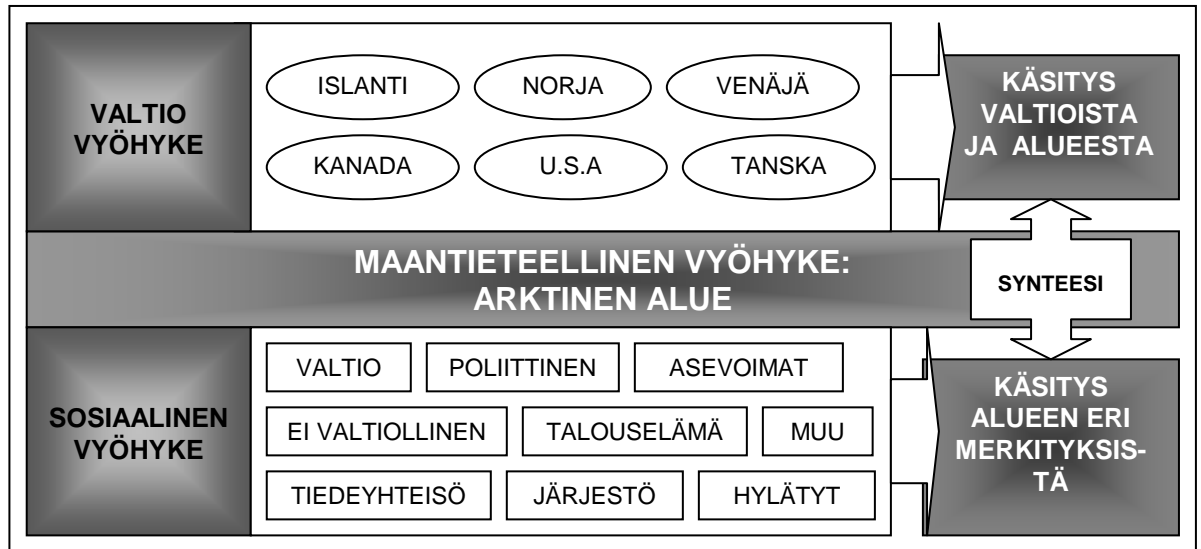 VALTIO
VYÖHYKE
ISLANTI
NORJA
VENÄJÄ
KANADA
U.S.A
TANSKA
KÄSITYS
VALTIOISTA
JA ALUEESTA
MAANTIETEELLINEN VYÖHYKE:
ARKTINEN ALUE
SYNTEESI
SOSIAALINEN
VYÖHYKE
VALTIO
POLIITTINEN
ASEVOIMAT
EI VALTIOLLINEN
TALOUSELÄMÄ
MUU
TIEDEYHTEISÖ
JÄRJESTÖ
HYLÄTYT
KÄSITYS
ALUEEN ERI
MERKITYKSIS-
TÄ